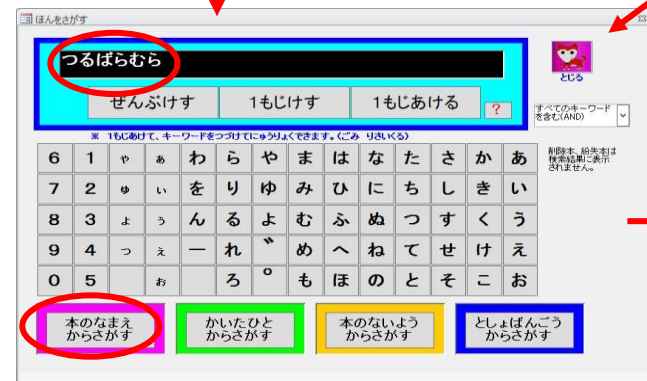 ほんをさがす
つるばらむら
とじる
ぜんぶけす 1もじけす 1もじあける ?
すべてのキーワード
を含む(AND)
※ 1もじあけて、キーワードをつづけてにゅうりょくできます。(ごみ りさいくる)
削除本、紛失本は
検索結果に表示
されません。
6 1 ゃ ぁ わ ら や ま は な た さ か あ
7 2 ゅ ぃ を り ゆ み ひ に ち し き い
8 3 ょ ぅ ん る よ む ふ ぬ つ す く う
9 4 っ ぇ ー れ ゛ め へ ね て せ け え
0 5 ぉ ろ ゜ も ほ の と そ こ お
本のなまえ
からさがす
かいたひと
からさがす
本のないよう
からさがす
としょばんごう
からさがす